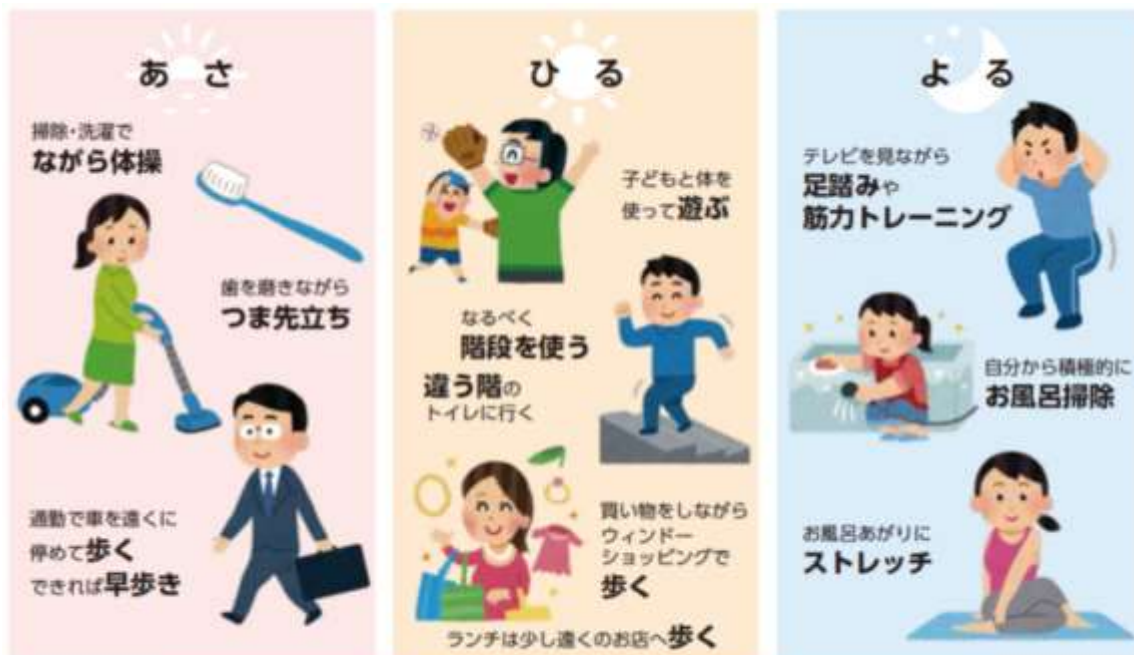 あさ
掃除・洗濯で
ながら体操
歯を磨きながら
つま先立ち
通勤で車を遠くに
停めて歩く
できれば早歩き
ひる
子どもと体を
使って遊ぶ
なるべく
階段を使う
違う階の
トイレに行く
買い物をしながら
ウィンドー
ショッピングで
歩く
ランチは少し遠くのお店へ歩く
よる
テレビを見ながら
足踏みや
筋力トレーニング
自分から積極的に
お風呂掃除
お風呂あがりに
ストレッチ